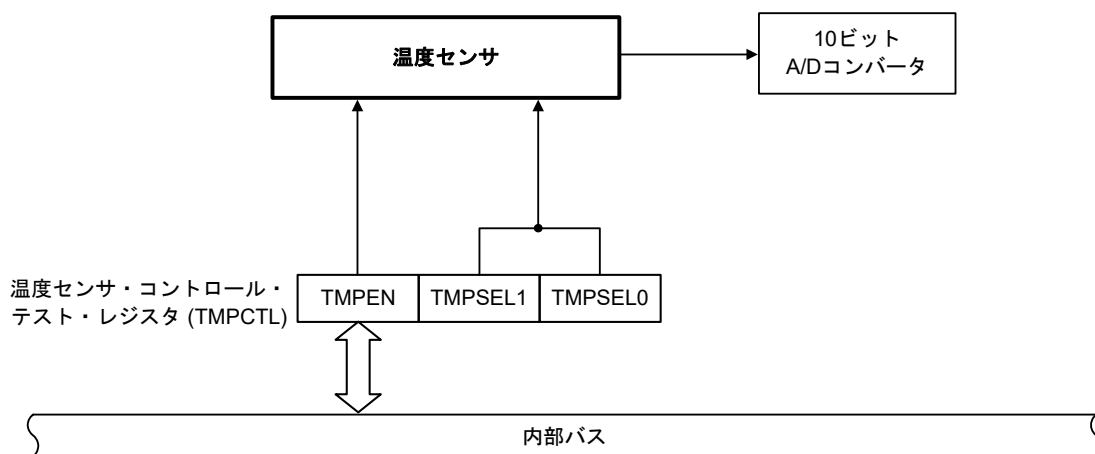 温度センサ
10ビット
A/Dコンバータ
温度センサ・コントロール・
テスト・レジスタ (TMPCTL)
TMPEN
TMPSEL1
TMPSEL0
内部バス